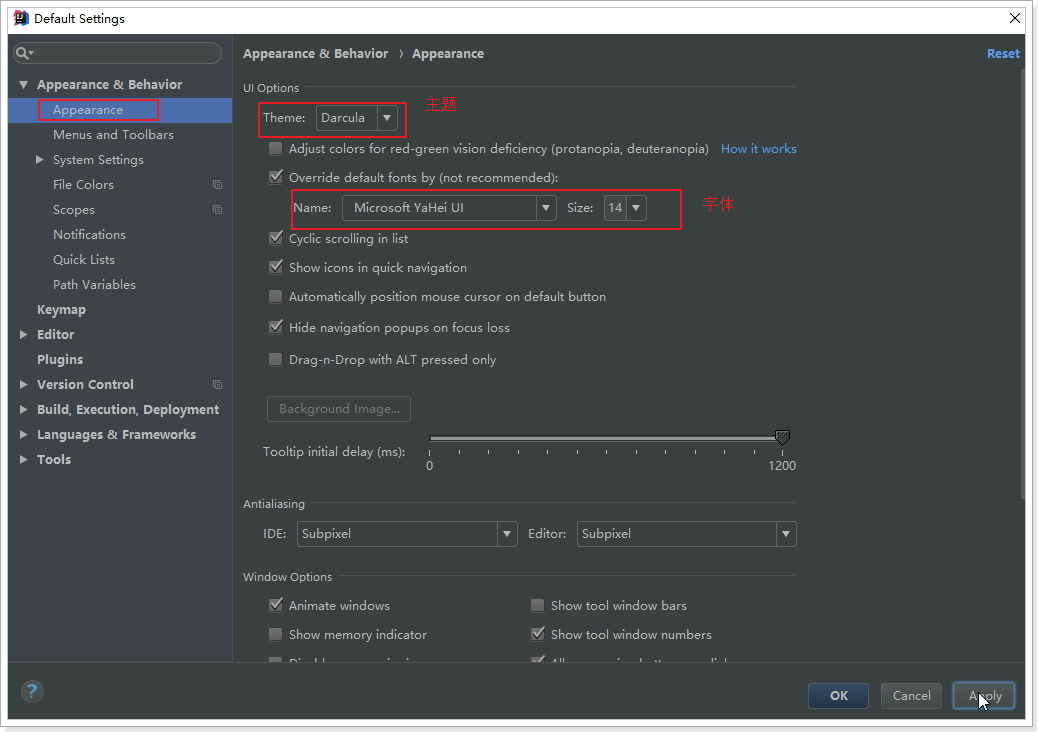 Default Settings
Appearance & Behavior
Appearance
Menus and Toolbars
System Settings
File Colors
Scopes
Notifications
Quick Lists
Path Variables
Keymap
Editor
Plugins
Version Control
Build, Execution, Deployment
Languages & Frameworks
Tools
Appearance & Behavior › Appearance
Reset
UI Options
Theme: Darcula
主题
Adjust colors for red-green vision deficiency (protanopia, deuteranopia) How it works
Override default fonts by (not recommended):
Name: Microsoft YaHei UI Size: 14
字体
Cyclic scrolling in list
Show icons in quick navigation
Automatically position mouse cursor on default button
Hide navigation popups on focus loss
Drag-n-Drop with ALT pressed only
Background Image...
Tooltip initial delay (ms):
0 1200
Antialiasing
IDE: Subpixel Editor: Subpixel
Window Options
Animate windows Show tool window bars
Show memory indicator Show tool window numbers
? OK Cancel Apply